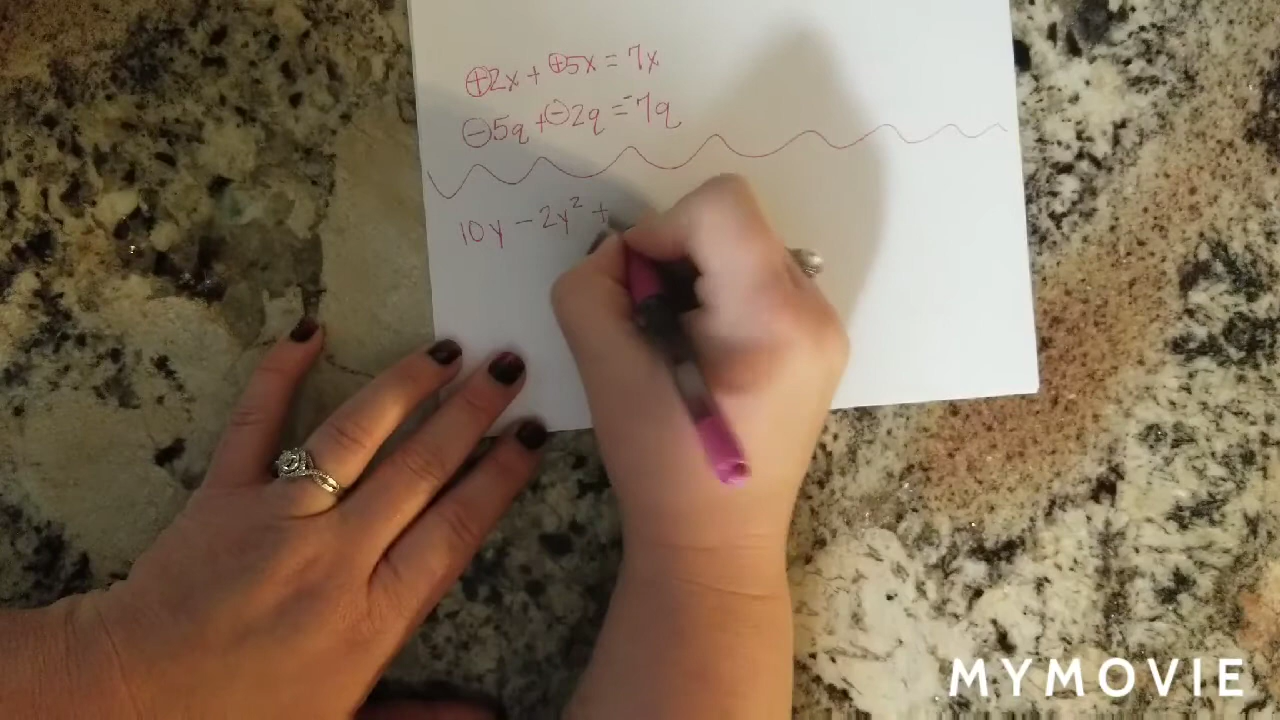 ⊕2x + ⊕5x = 7x
⊖5q + ⊖2q = -7q
10y - 2y² +
MYMOVIE